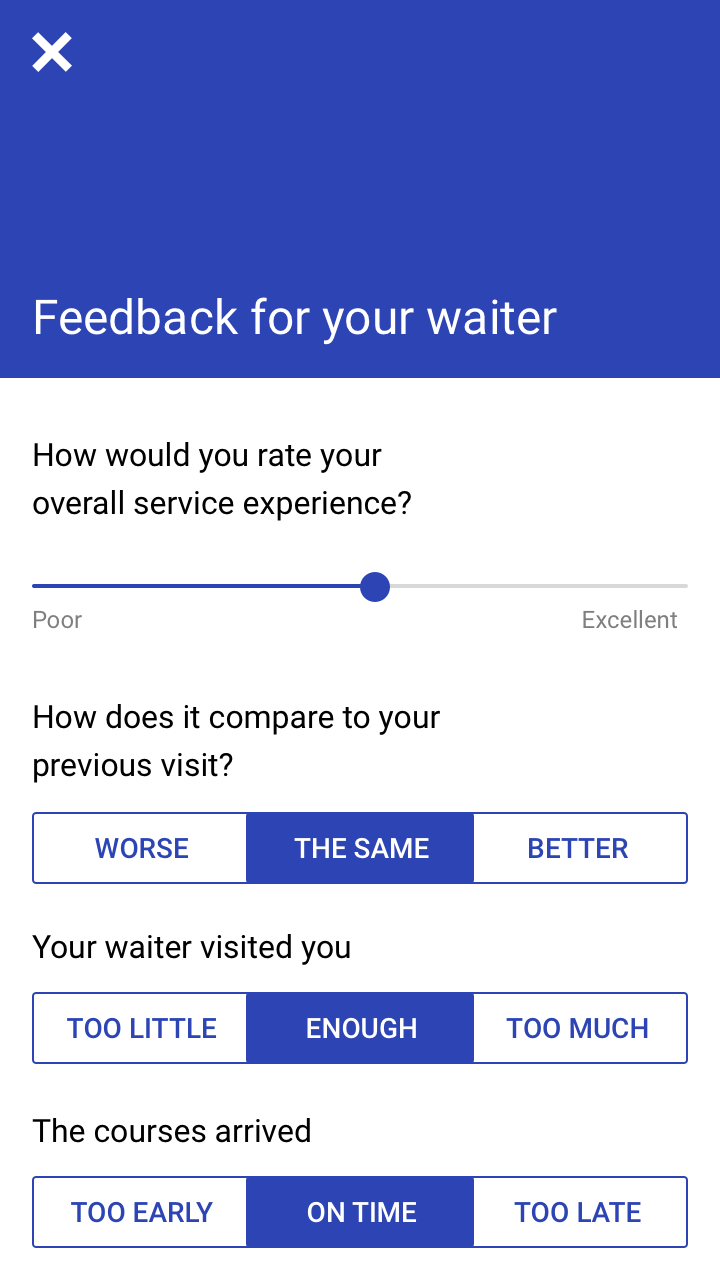 Feedback for your waiter
How would you rate your
overall service experience?
Poor Excellent
How does it compare to your
previous visit?
WORSE THE SAME BETTER
Your waiter visited you
TOO LITTLE ENOUGH TOO MUCH
The courses arrived
TOO EARLY ON TIME TOO LATE